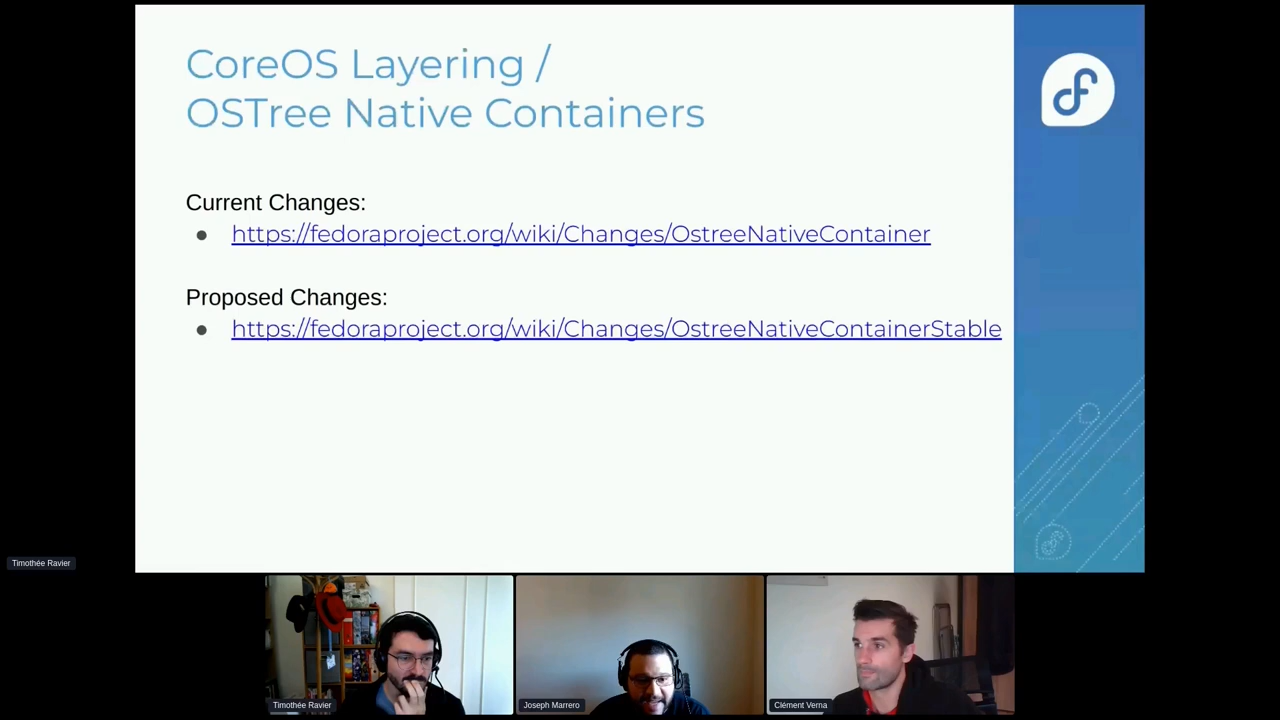 CoreOS Layering /
OSTree Native Containers
Current Changes:
● https://fedoraproject.org/wiki/Changes/OstreeNativeContainer
Proposed Changes:
● https://fedoraproject.org/wiki/Changes/OstreeNativeContainerStable
Timothée Ravier
Timothée Ravier
Joseph Marrero
Clément Verna